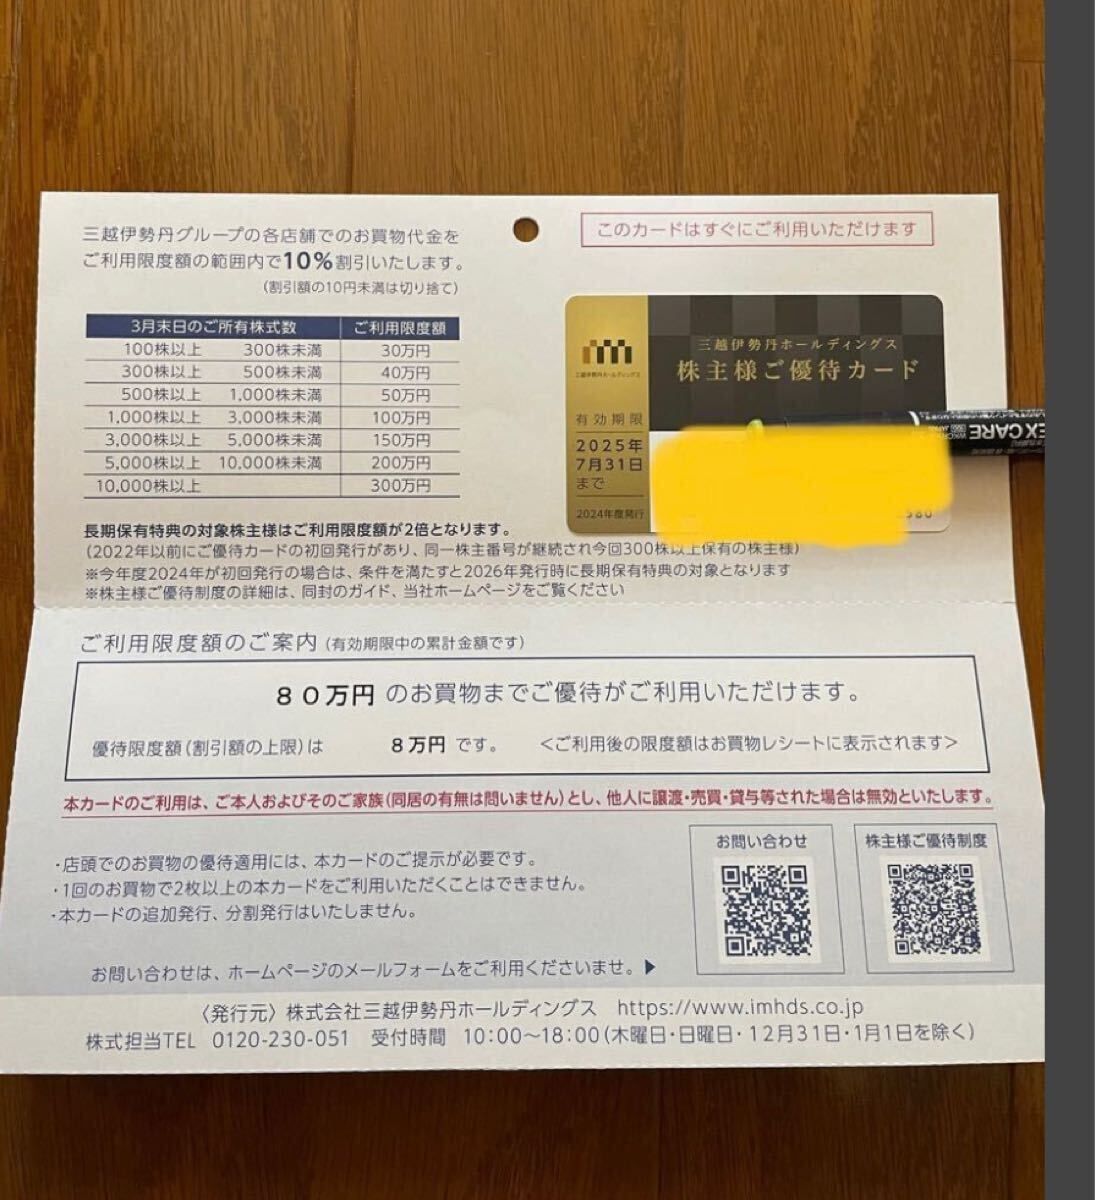 三越伊勢丹グループの各店舗でのお買物代金を
ご利用限度額の範囲内で10%割引いたします。
(割引額の10円未満は切り捨て)
3月末日のご所有株式数 ご利用限度額
100株以上 300株未満 30万円
300株以上 500株未満 40万円
500株以上 1,000株未満 50万円
1,000株以上 3,000株未満 100万円
3,000株以上 5,000株未満 150万円
5,000株以上 10,000株未満 200万円
10,000株以上 300万円
このカードはすぐにご利用いただけます
三越伊勢丹ホールディングス
三越伊勢丹ホールディングス
株主様ご優待カード
有効期限
2025年
7月31日
まで
2024年度発行
EX CARE
長期保有特典の対象株主様はご利用限度額が2倍となります。
(2022年以前にご優待カードの初回発行があり、同一株主番号が継続され今回300株以上保有の株主様)
※今年度2024年が初回発行の場合は、条件を満たすと2026年発行時に長期保有特典の対象となります
※株主様ご優待制度の詳細は、同封のガイド、当社ホームページをご覧ください
ご利用限度額のご案内(有効期限中の累計金額です)
80万円 のお買物までご優待がご利用いただけます。
優待限度額(割引額の上限)は 8万円 です。 <ご利用後の限度額はお買物レシートに表示されます>
本カードのご利用は、ご本人およびそのご家族(同居の有無は問いません)とし、他人に譲渡・売買・貸与等された場合は無効といたします。
・店頭でのお買物の優待適用には、本カードのご提示が必要です。
・1回のお買物で2枚以上の本カードをご利用いただくことはできません。
・本カードの追加発行、分割発行はいたしません。
お問い合わせ
株主様ご優待制度
お問い合わせは、ホームページのメールフォームをご利用くださいませ。▶
〈発行元〉株式会社三越伊勢丹ホールディングス https://www.imhds.co.jp
株式担当TEL 0120-230-051 受付時間 10:00〜18:00(木曜日・日曜日・12月31日・1月1日を除く)